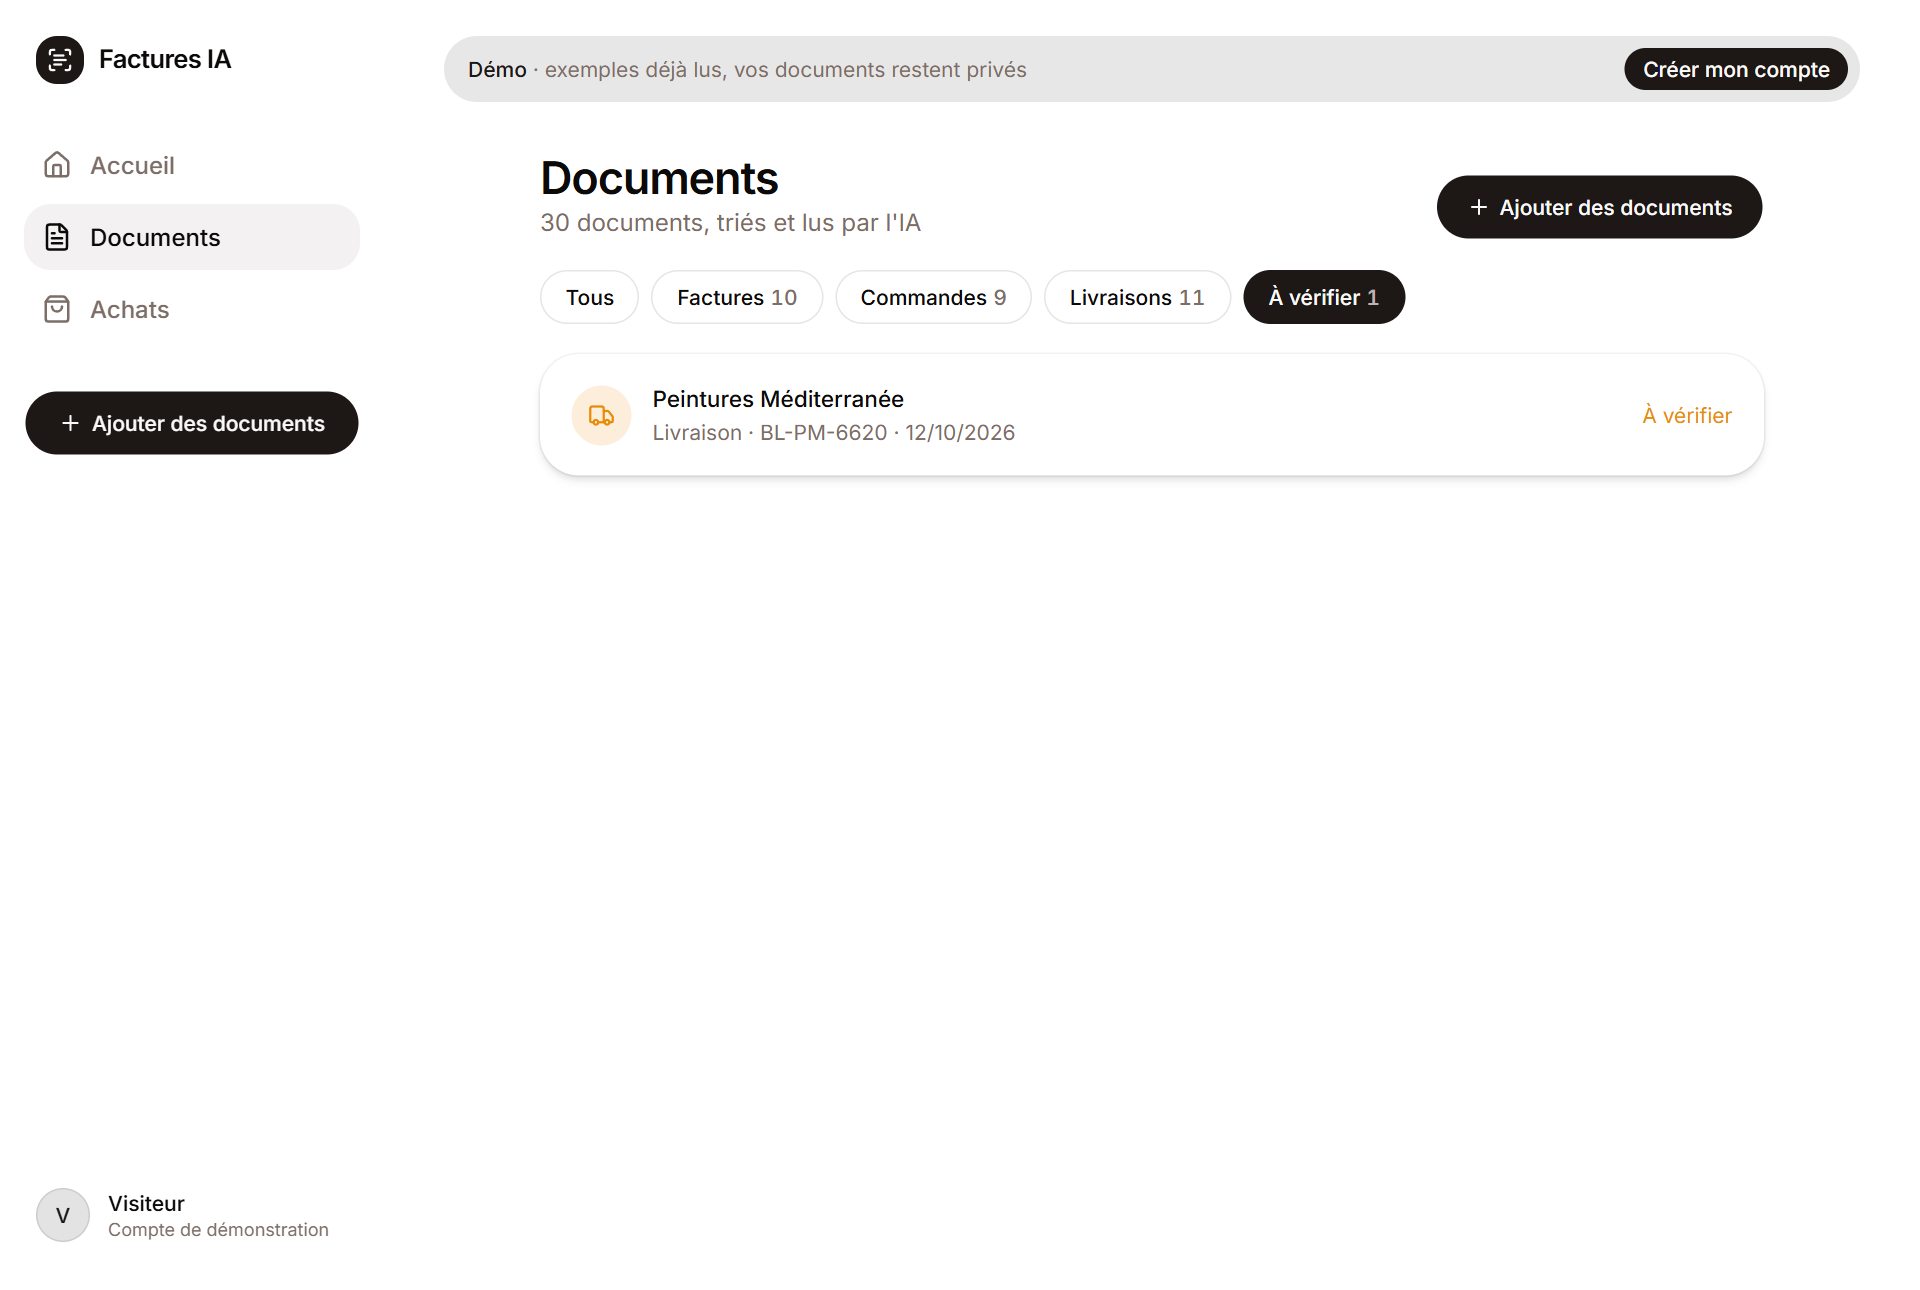 Factures IA
Accueil
Documents
Achats
Ajouter des documents
Visiteur
Compte de démonstration
V
Démo · exemples déjà lus, vos documents restent privés
Créer mon compte
Documents
30 documents, triés et lus par l'IA
Ajouter des documents
Tous
Factures 10
Commandes 9
Livraisons 11
À vérifier 1
Peintures Méditerranée
Livraison · BL-PM-6620 · 12/10/2026
À vérifier